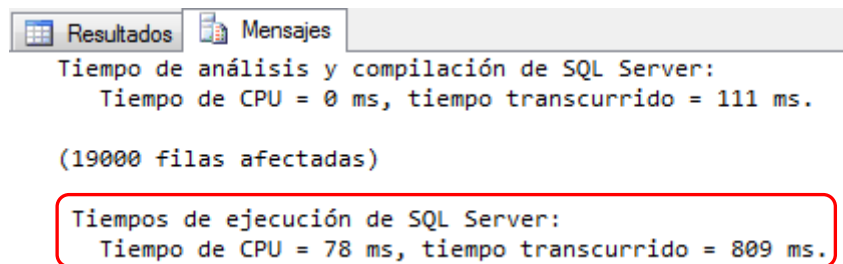 Resultados Mensajes
Tiempo de análisis y compilación de SQL Server:
Tiempo de CPU = 0 ms, tiempo transcurrido = 111 ms.
(19000 filas afectadas)
Tiempos de ejecución de SQL Server:
Tiempo de CPU = 78 ms, tiempo transcurrido = 809 ms.